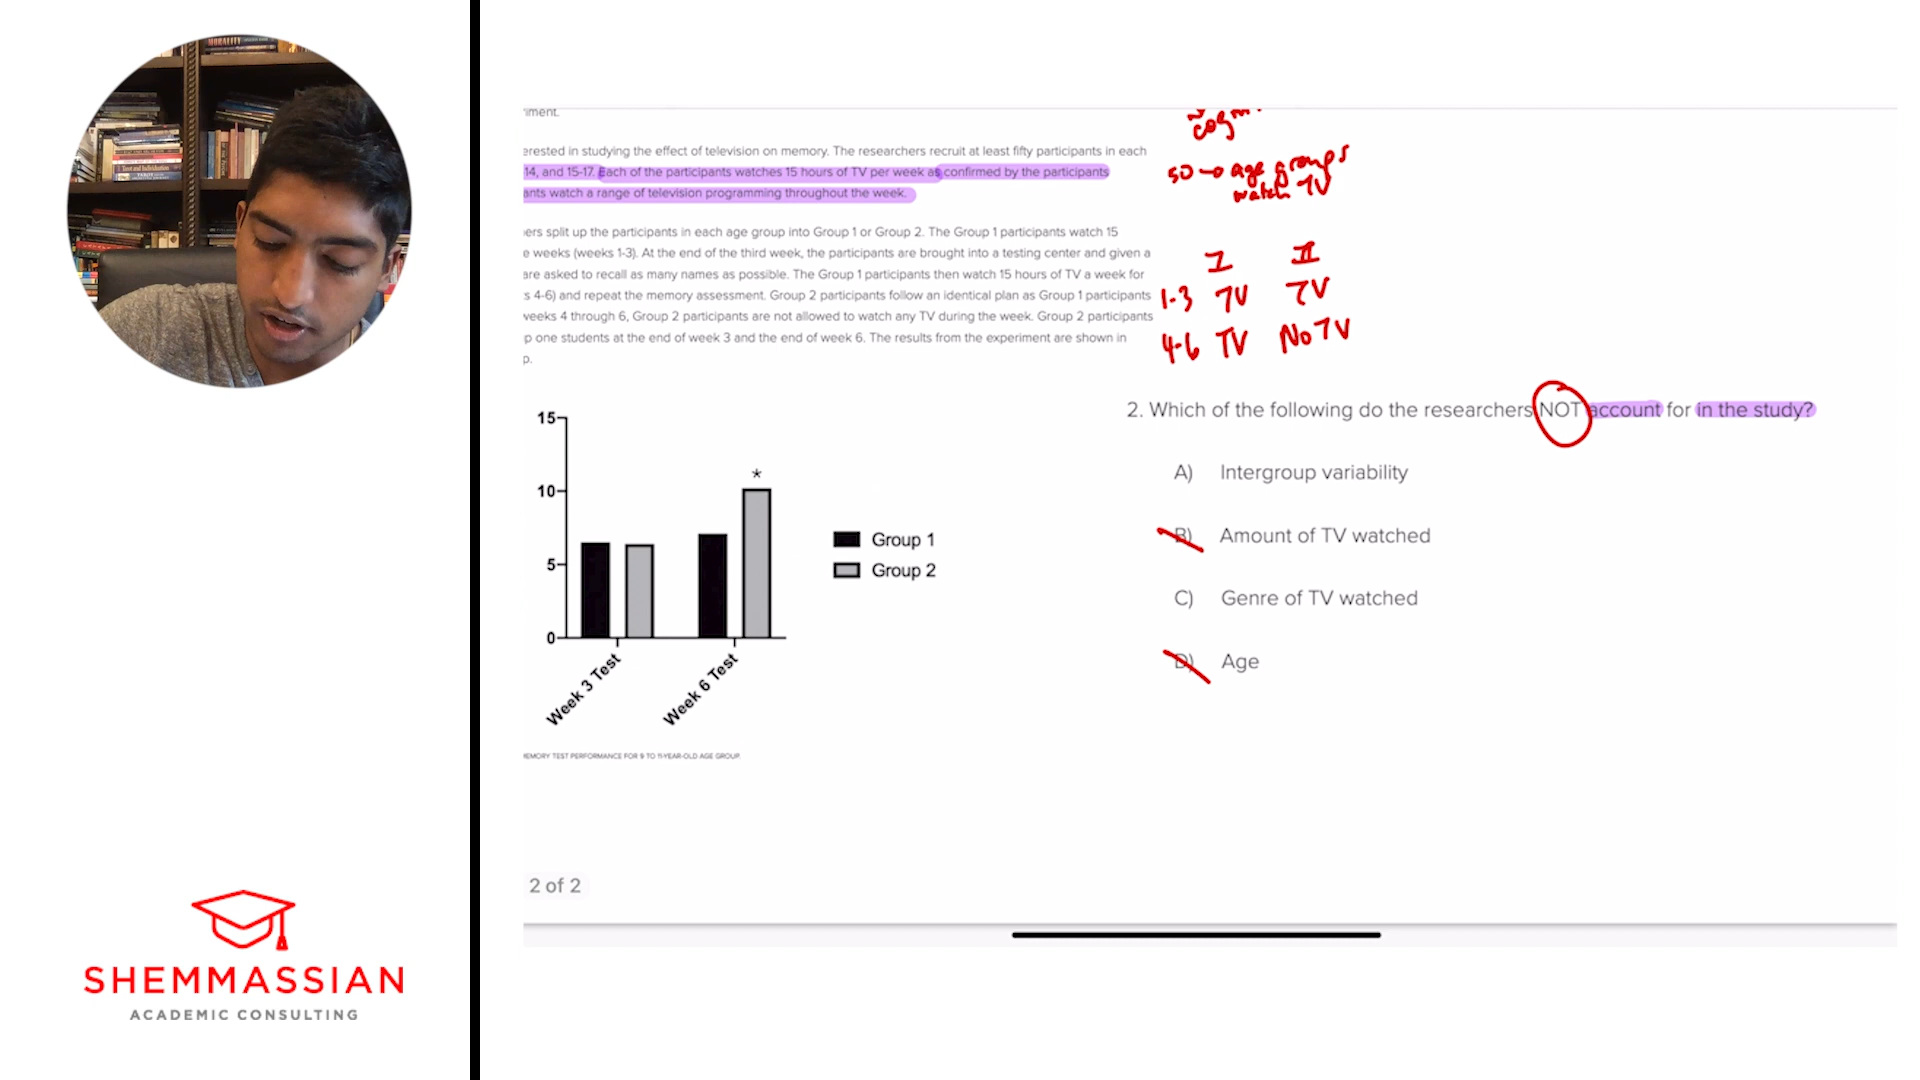 iment.
erested in studying the effect of television on memory. The researchers recruit at least fifty participants in each
14, and 15-17. Each of the participants watches 15 hours of TV per week as confirmed by the participants
ants watch a range of television programming throughout the week.
ers split up the participants in each age group into Group 1 or Group 2. The Group 1 participants watch 15
e weeks (weeks 1-3). At the end of the third week, the participants are brought into a testing center and given a
are asked to recall as many names as possible. The Group 1 participants then watch 15 hours of TV a week for
s 4-6) and repeat the memory assessment. Group 2 participants follow an identical plan as Group 1 participants
weeks 4 through 6, Group 2 participants are not allowed to watch any TV during the week. Group 2 participants
p one students at the end of week 3 and the end of week 6. The results from the experiment are shown in
p.
50 → age groups
watch TV
I II
1-3 TV TV
4-6 TV No TV
2. Which of the following do the researchers NOT account for in the study?
A) Intergroup variability
B) Amount of TV watched
C) Genre of TV watched
D) Age
15
10
5
0
*
Week 3 Test
Week 6 Test
Group 1
Group 2
MEMORY TEST PERFORMANCE FOR 9 TO 11-YEAR-OLD AGE GROUP.
2 of 2
SHEMMASSIAN
ACADEMIC CONSULTING